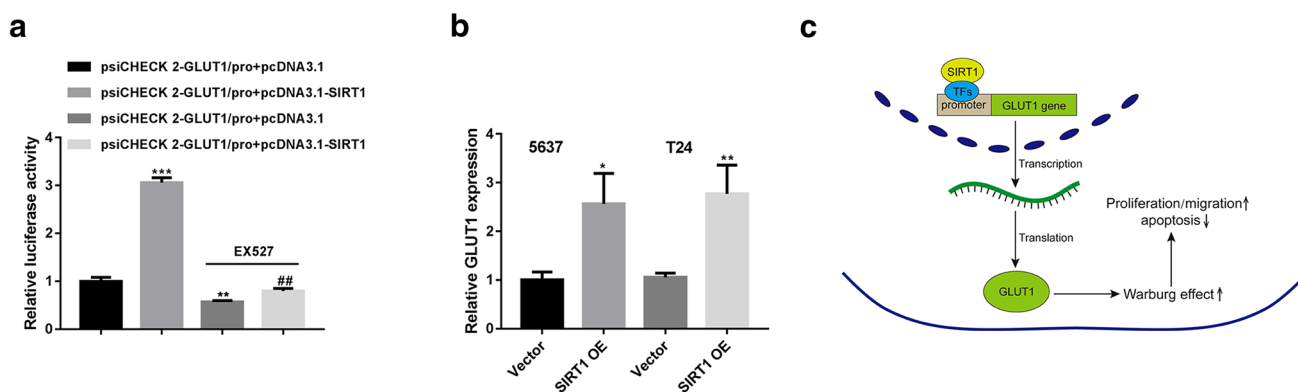 a
psiCHECK 2-GLUT1/pro+pcDNA3.1
psiCHECK 2-GLUT1/pro+pcDNA3.1-SIRT1
psiCHECK 2-GLUT1/pro+pcDNA3.1
psiCHECK 2-GLUT1/pro+pcDNA3.1-SIRT1
Relative luciferase activity
4
3
2
1
0
***
**
##
EX527
b
Relative GLUT1 expression
4
3
2
1
0
5637
T24
*
**
Vector
SIRT1 OE
Vector
SIRT1 OE
c
SIRT1
TFs
promoter
GLUT1 gene
Transcription
Translation
GLUT1
Warburg effect↑
Proliferation/migration↑
apoptosis↓